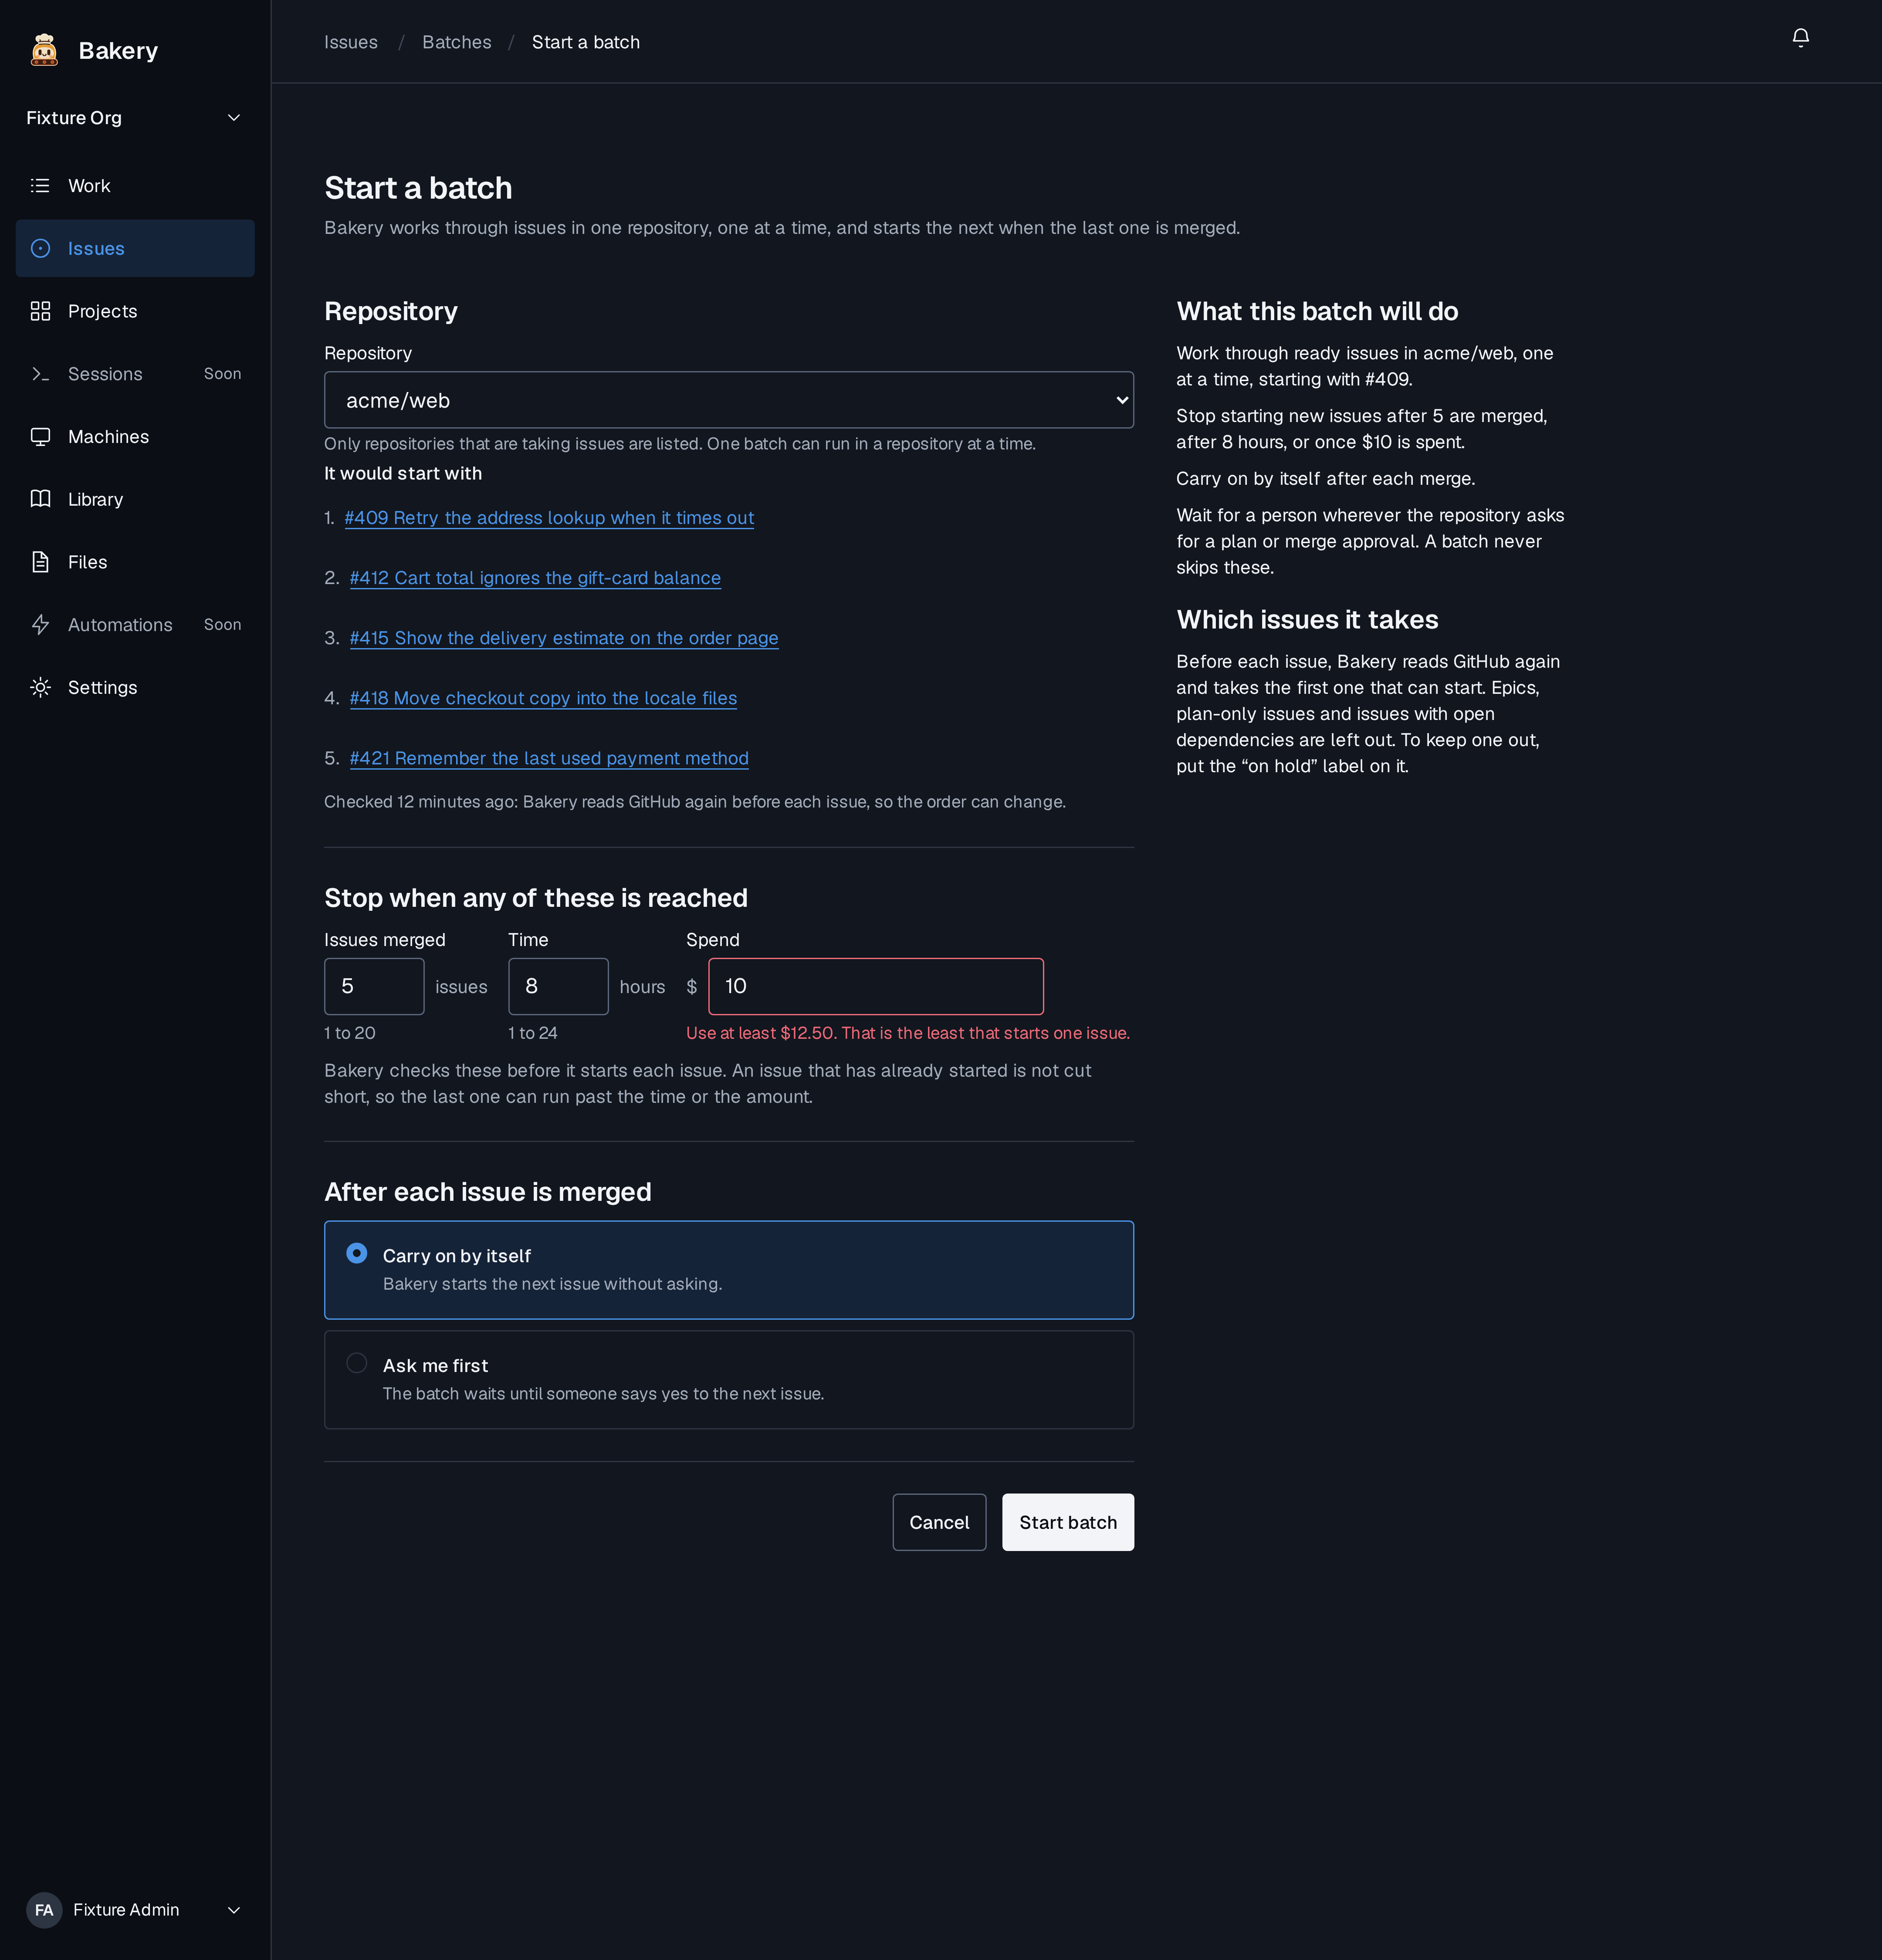 Bakery
Fixture Org
Work
Issues
Projects
Sessions Soon
Machines
Library
Files
Automations Soon
Settings
FA Fixture Admin
Issues / Batches / Start a batch
Start a batch
Bakery works through issues in one repository, one at a time, and starts the next when the last one is merged.
Repository
Repository
acme/web
Only repositories that are taking issues are listed. One batch can run in a repository at a time.
It would start with
1. #409 Retry the address lookup when it times out
2. #412 Cart total ignores the gift-card balance
3. #415 Show the delivery estimate on the order page
4. #418 Move checkout copy into the locale files
5. #421 Remember the last used payment method
Checked 12 minutes ago: Bakery reads GitHub again before each issue, so the order can change.
Stop when any of these is reached
Issues merged Time Spend
5 issues 8 hours $ 10
1 to 20 1 to 24 Use at least $12.50. That is the least that starts one issue.
Bakery checks these before it starts each issue. An issue that has already started is not cut
short, so the last one can run past the time or the amount.
After each issue is merged
Carry on by itself
Bakery starts the next issue without asking.
Ask me first
The batch waits until someone says yes to the next issue.
Cancel Start batch
What this batch will do
Work through ready issues in acme/web, one
at a time, starting with #409.
Stop starting new issues after 5 are merged,
after 8 hours, or once $10 is spent.
Carry on by itself after each merge.
Wait for a person wherever the repository asks
for a plan or merge approval. A batch never
skips these.
Which issues it takes
Before each issue, Bakery reads GitHub again
and takes the first one that can start. Epics,
plan-only issues and issues with open
dependencies are left out. To keep one out,
put the “on hold” label on it.